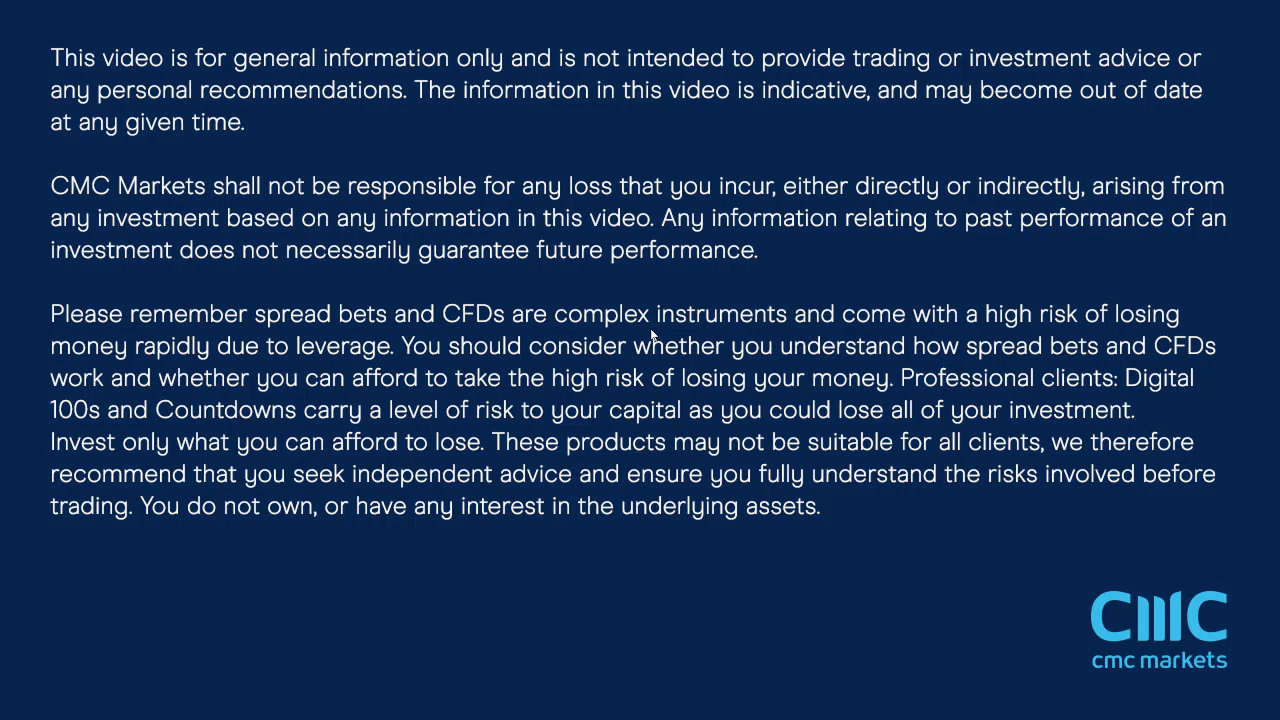 This video is for general information only and is not intended to provide trading or investment advice or
any personal recommendations. The information in this video is indicative, and may become out of date
at any given time.
CMC Markets shall not be responsible for any loss that you incur, either directly or indirectly, arising from
any investment based on any information in this video. Any information relating to past performance of an
investment does not necessarily guarantee future performance.
Please remember spread bets and CFDs are complex instruments and come with a high risk of losing
money rapidly due to leverage. You should consider whether you understand how spread bets and CFDs
work and whether you can afford to take the high risk of losing your money. Professional clients: Digital
100s and Countdowns carry a level of risk to your capital as you could lose all of your investment.
Invest only what you can afford to lose. These products may not be suitable for all clients, we therefore
recommend that you seek independent advice and ensure you fully understand the risks involved before
trading. You do not own, or have any interest in the underlying assets.
cmc
cmc markets